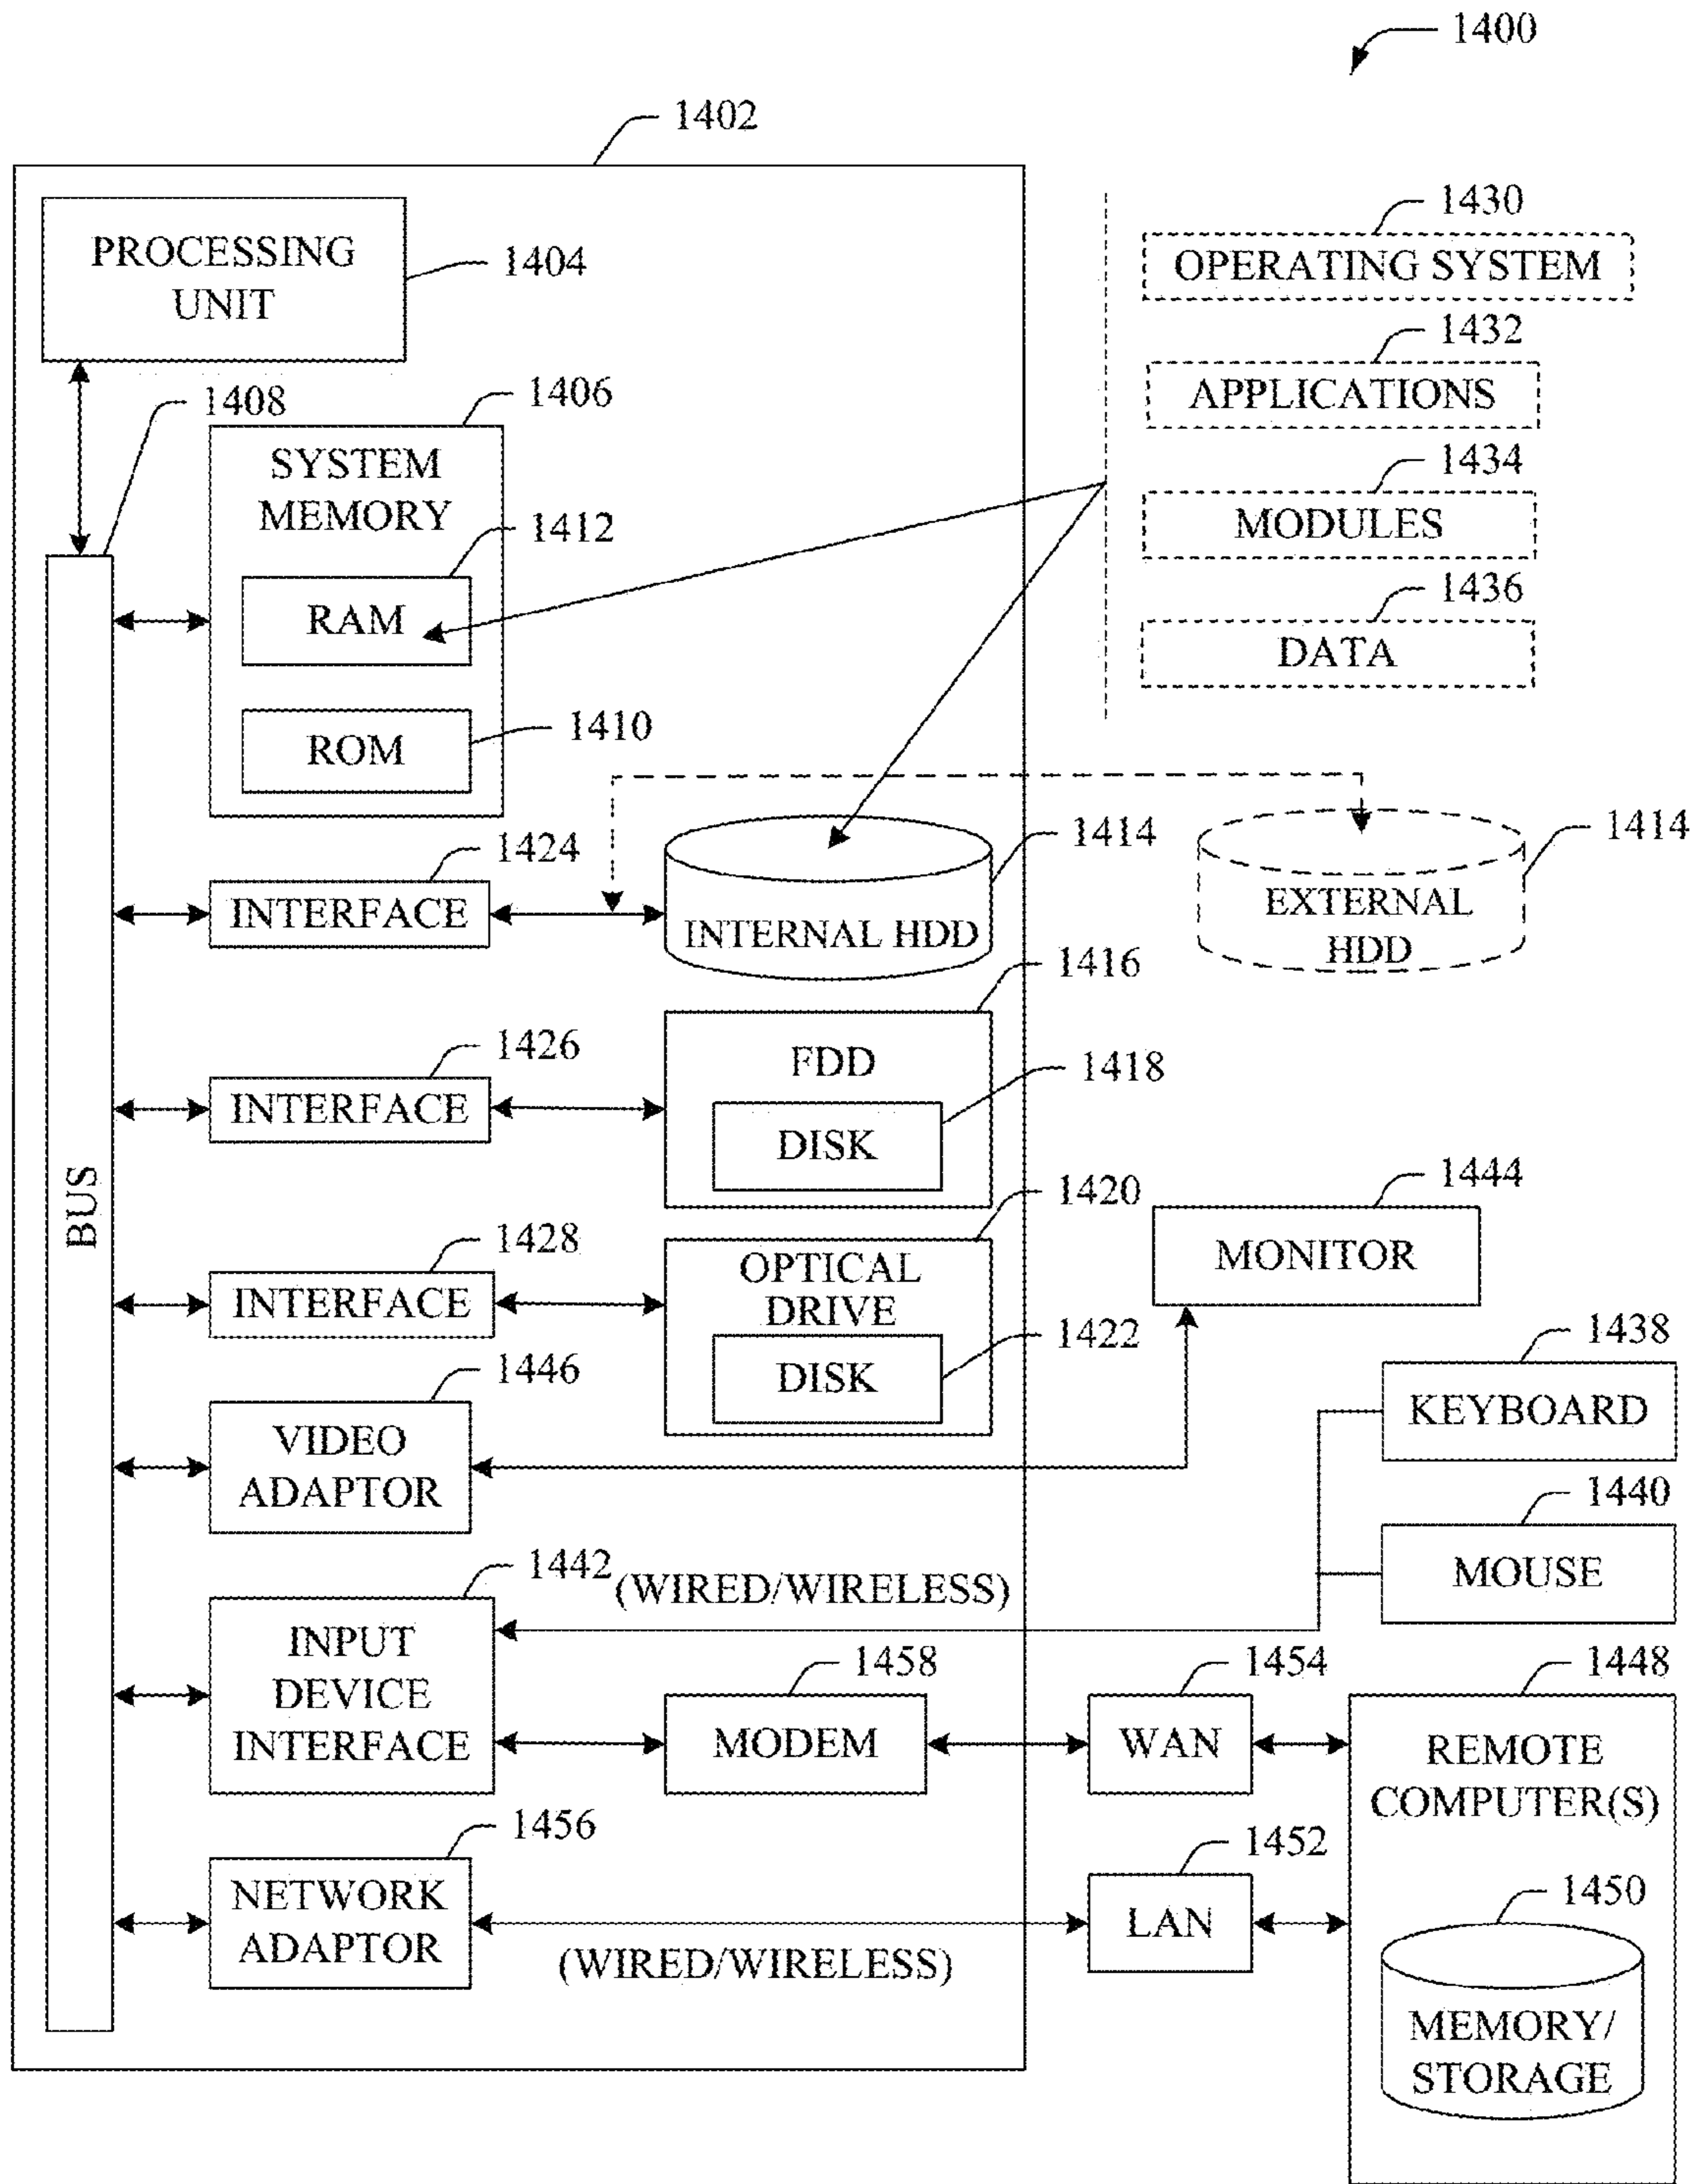 1400
1402
PROCESSING
UNIT
1404
1430
OPERATING SYSTEM
1432
APPLICATIONS
1434
MODULES
1436
DATA
1408
1406
SYSTEM
MEMORY
1412
RAM
1410
ROM
BUS
1424
INTERFACE
1414
INTERNAL HDD
1414
EXTERNAL
HDD
1426
INTERFACE
1416
FDD
1418
DISK
1428
INTERFACE
1420
OPTICAL
DRIVE
1422
DISK
1444
MONITOR
1446
VIDEO
ADAPTOR
1438
KEYBOARD
1440
MOUSE
1442
(WIRED/WIRELESS)
INPUT
DEVICE
INTERFACE
1458
MODEM
1454
WAN
1448
REMOTE
COMPUTER(S)
1456
NETWORK
ADAPTOR
(WIRED/WIRELESS)
1452
LAN
1450
MEMORY/
STORAGE